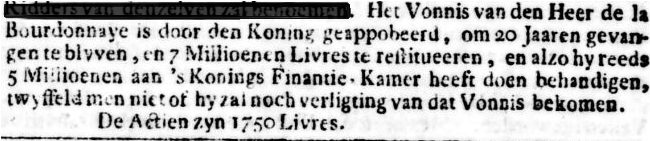 Het Vonnis van den Heer de la
Bourdonnaye is door den Koning geappobeerd, om 20 Jaaren gevan-
gen te blyven, en 7 Millioenen Livres te restitueeren, en alzo hy reeds
5 Millioenen aan 's Konings Finantie-Kamer heeft doen behandigen,
twyffeld men niet of hy zal noch verligting van dat Vonnis bekomen.
De Actien zyn 1750 Livres.